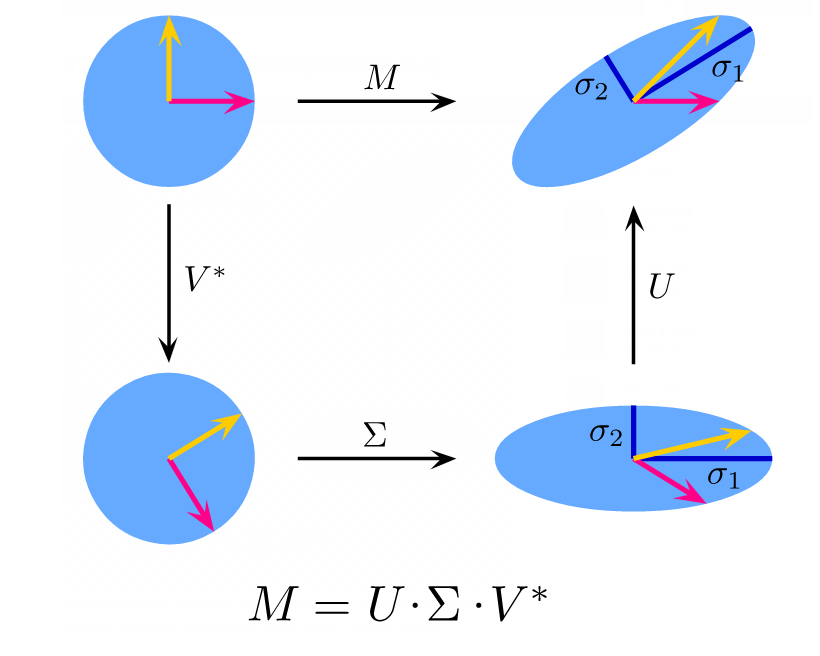 M
σ₂
σ₁
V*
U
Σ
σ₂
σ₁
M = U · Σ · V*